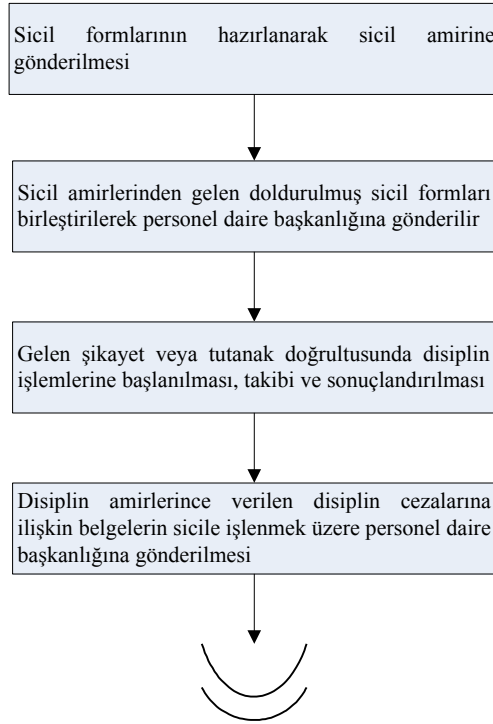 Sicil formlarının hazırlanarak sicil amirine
gönderilmesi
Sicil amirlerinden gelen doldurulmuş sicil formları
birleştirilerek personel daire başkanlığına gönderilir
Gelen şikayet veya tutanak doğrultusunda disiplin
işlemlerine başlanılması, takibi ve sonuçlandırılması
Disiplin amirlerince verilen disiplin cezalarına
ilişkin belgelerin sicile işlenmek üzere personel daire
başkanlığına gönderilmesi